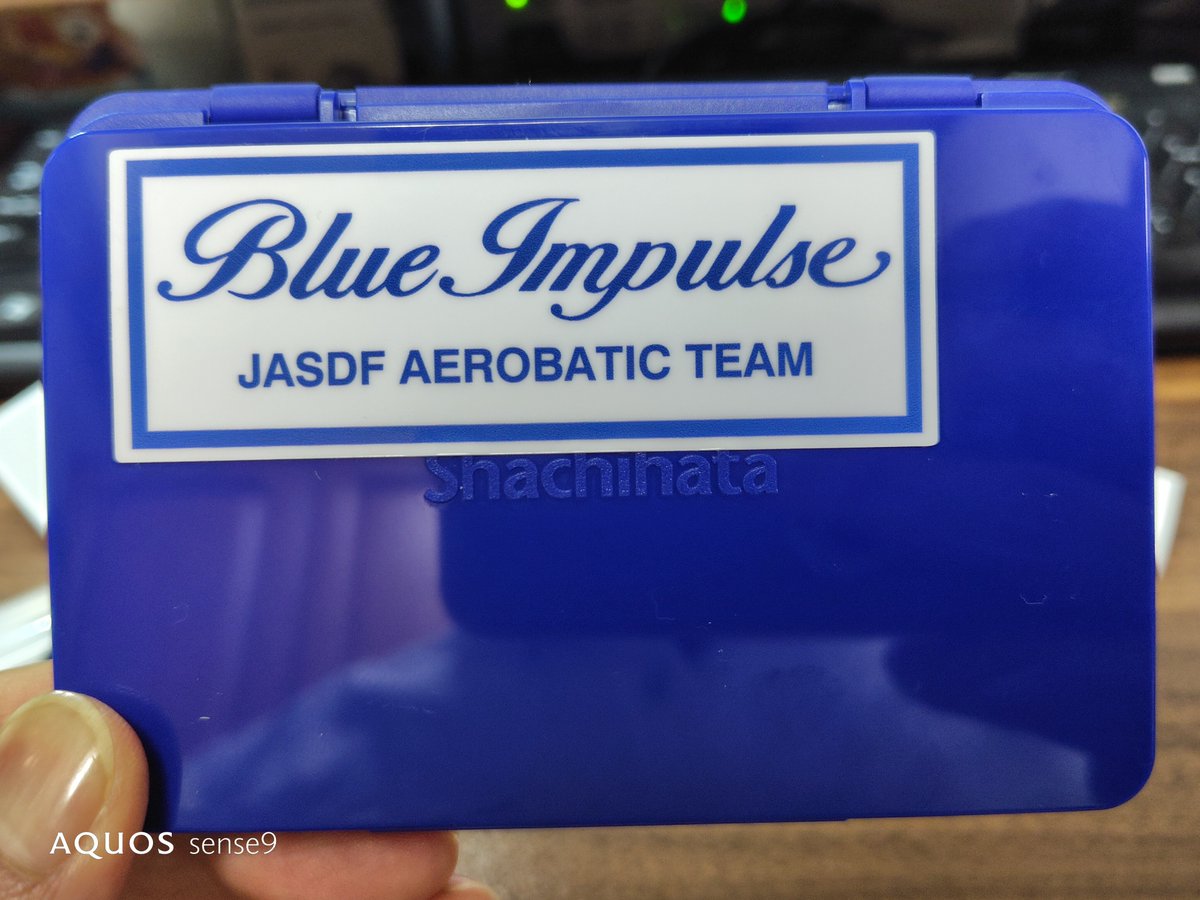 Blue Impulse
JASDF AEROBATIC TEAM
Shachihata
AQUOS sense9